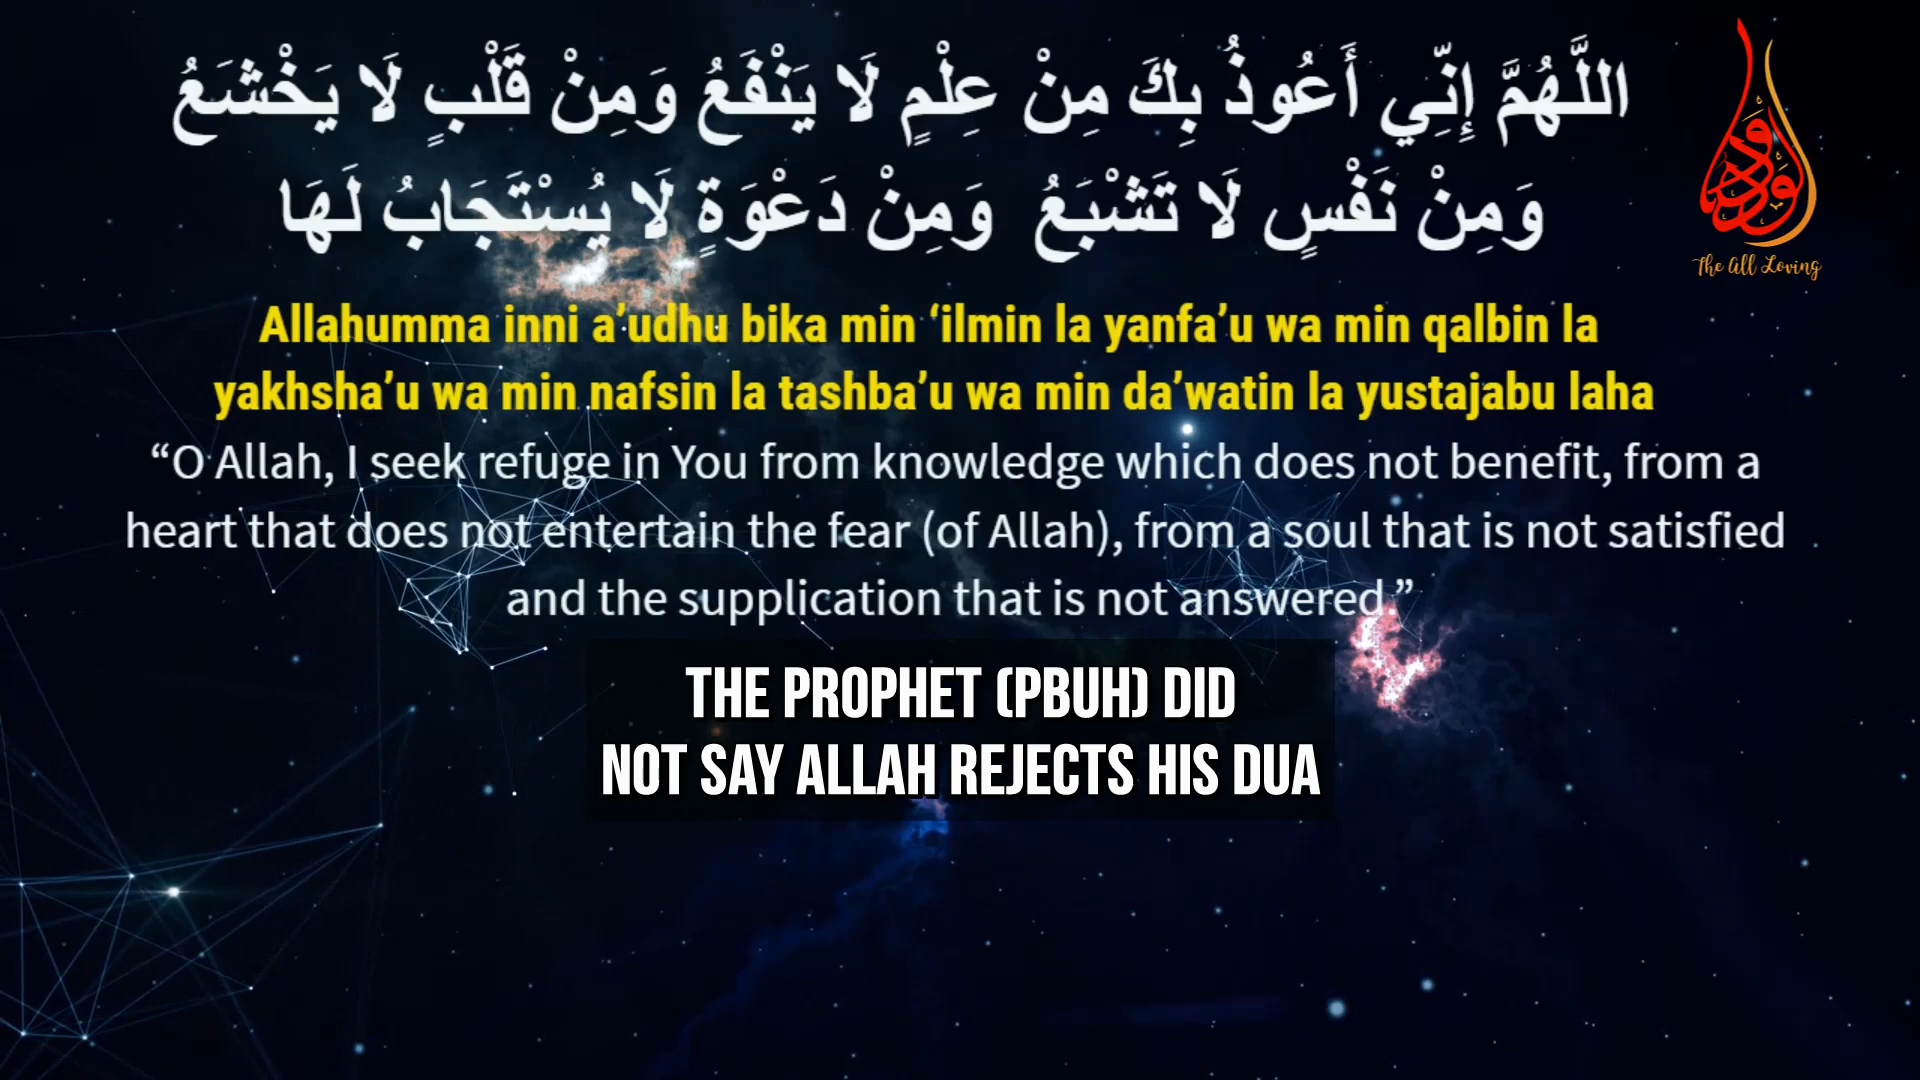 اللَّهُمَّ إِنِّي أَعُوذُ بِكَ مِنْ عِلْمٍ لَا يَنْفَعُ وَمِنْ قَلْبٍ لَا يَخْشَعُ
وَمِنْ نَفْسٍ لَا تَشْبَعُ وَمِنْ دَعْوَةٍ لَا يُسْتَجَابُ لَهَا
The All Loving
Allahumma inni a’udhu bika min ‘ilmin la yanfa’u wa min qalbin la
yakhsha’u wa min nafsin la tashba’u wa min da’watin la yustajabu laha
“O Allah, I seek refuge in You from knowledge which does not benefit, from a
heart that does not entertain the fear (of Allah), from a soul that is not satisfied
and the supplication that is not answered.”
THE PROPHET (PBUH) DID
NOT SAY ALLAH REJECTS HIS DUA